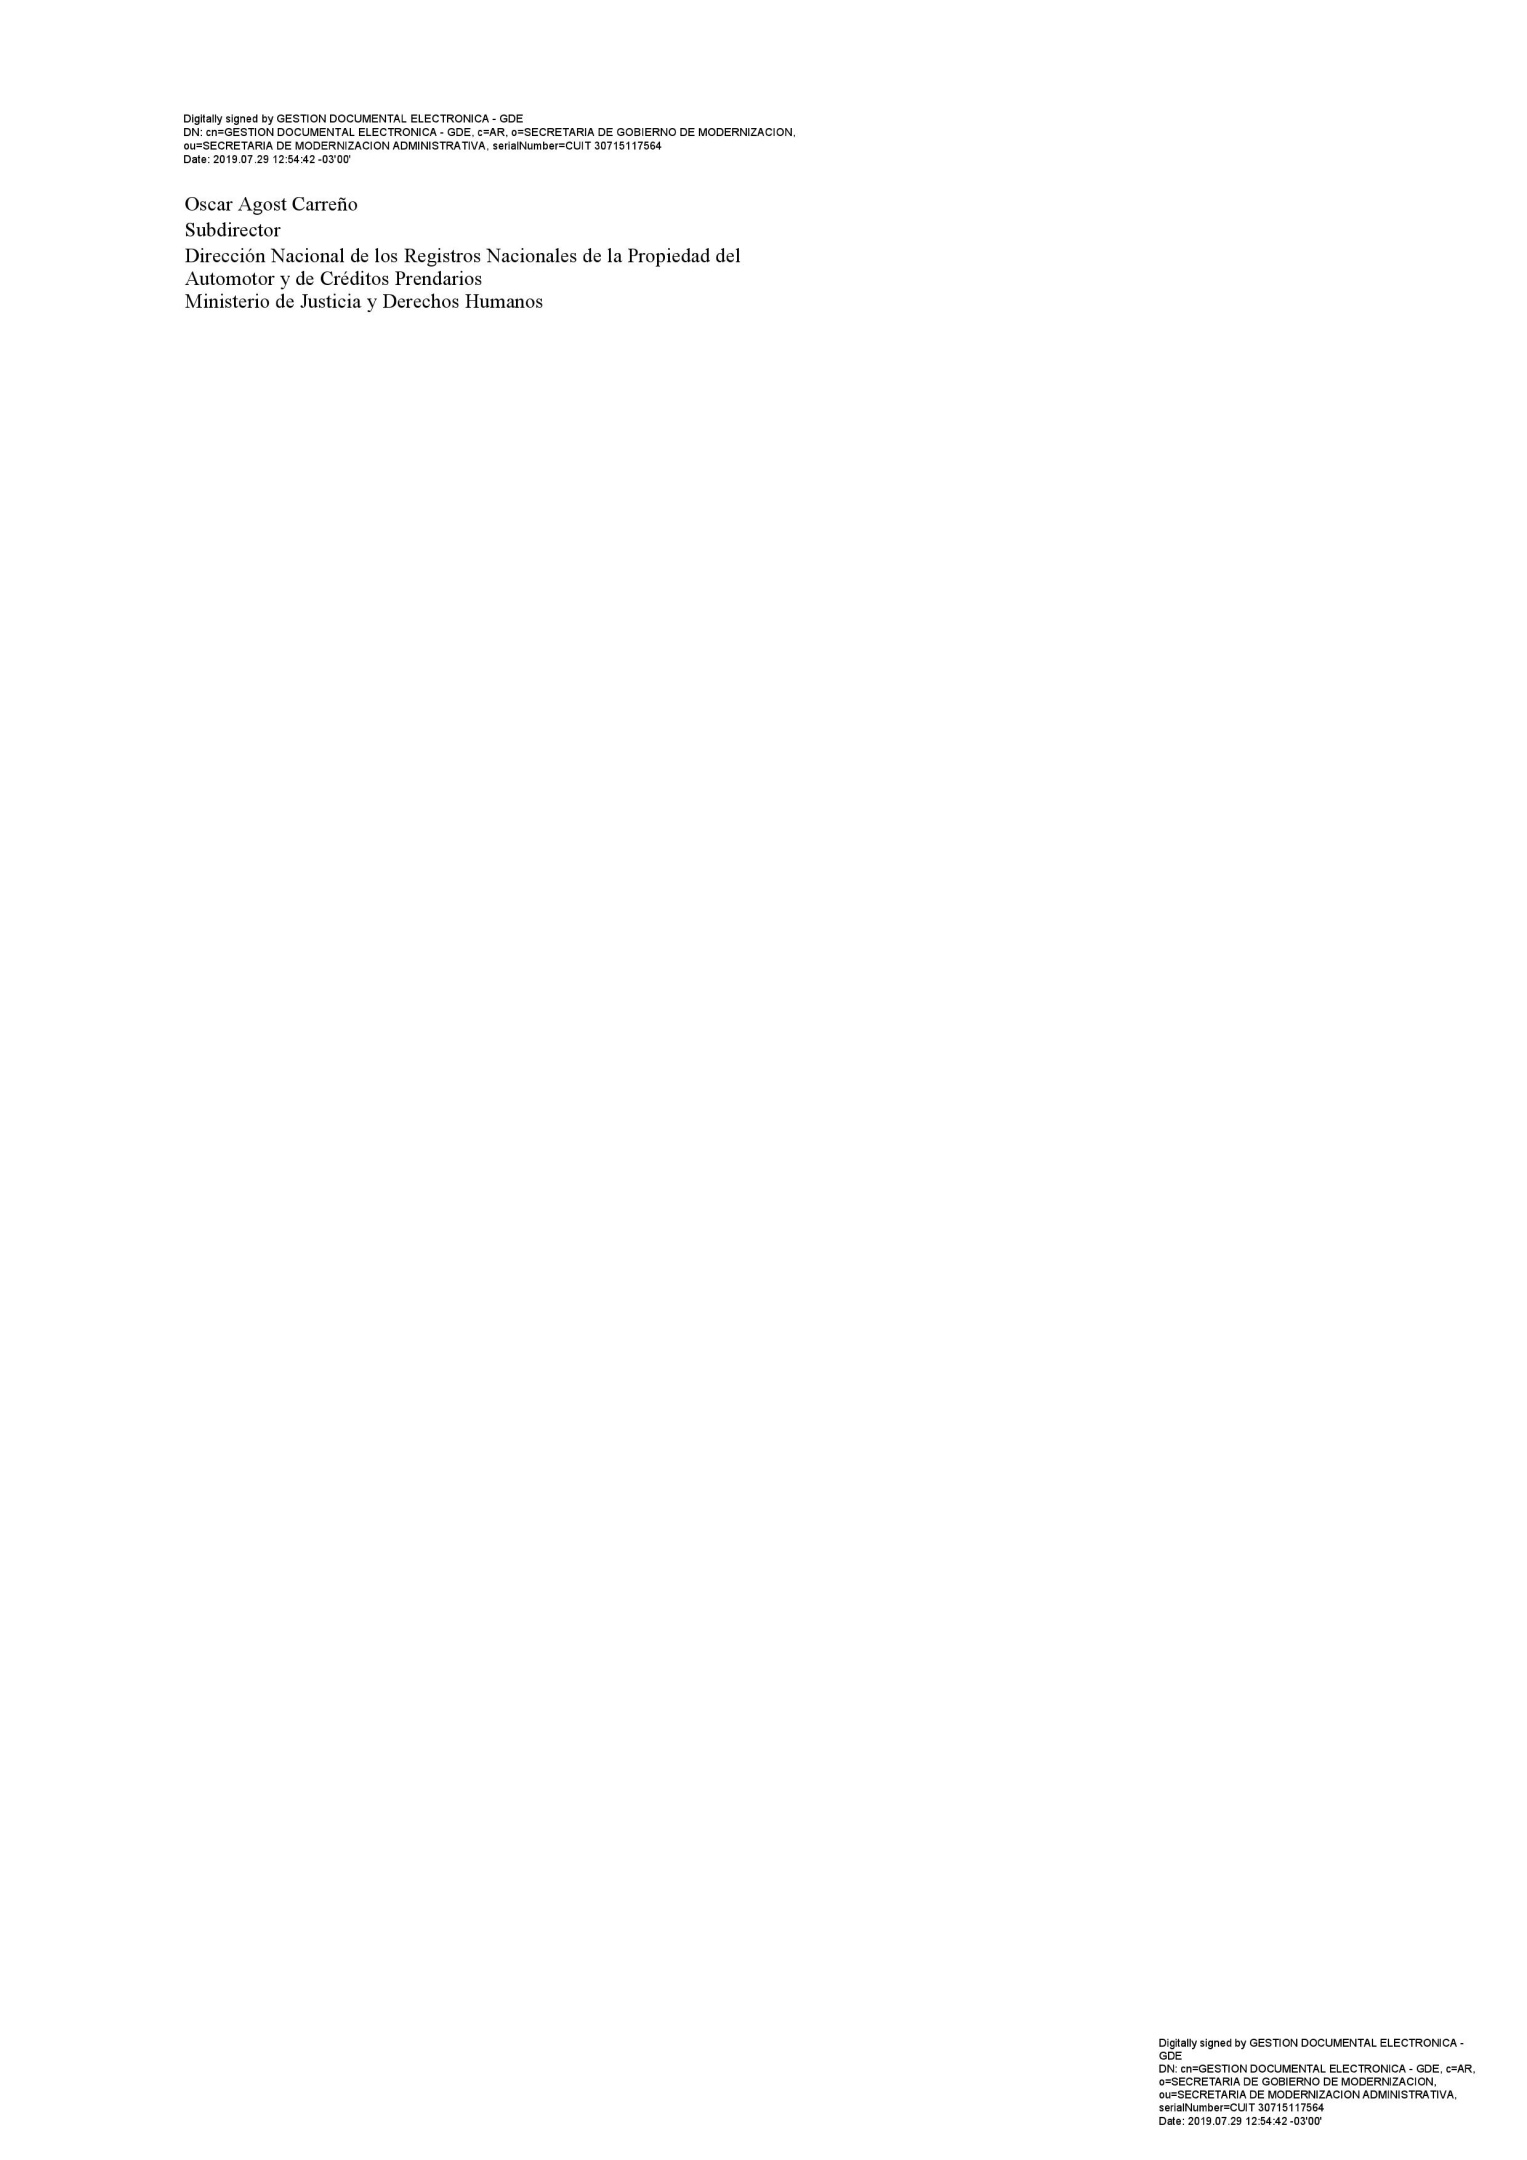 Digitally signed by GESTION DOCUMENTAL ELECTRONICA - GDE
DN: cn=GESTION DOCUMENTAL ELECTRONICA - GDE, c=AR, o=SECRETARIA DE GOBIERNO DE MODERNIZACION,
ou=SECRETARIA DE MODERNIZACION ADMINISTRATIVA, serialNumber=CUIT 30715117564
Date: 2019.07.29 12:54:42 -03'00'
Oscar Agost Carreño
Subdirector
Dirección Nacional de los Registros Nacionales de la Propiedad del
Automotor y de Créditos Prendarios
Ministerio de Justicia y Derechos Humanos
Digitally signed by GESTION DOCUMENTAL ELECTRONICA -
GDE
DN: cn=GESTION DOCUMENTAL ELECTRONICA - GDE, c=AR,
o=SECRETARIA DE GOBIERNO DE MODERNIZACION,
ou=SECRETARIA DE MODERNIZACION ADMINISTRATIVA,
serialNumber=CUIT 30715117564
Date: 2019.07.29 12:54:42 -03'00'